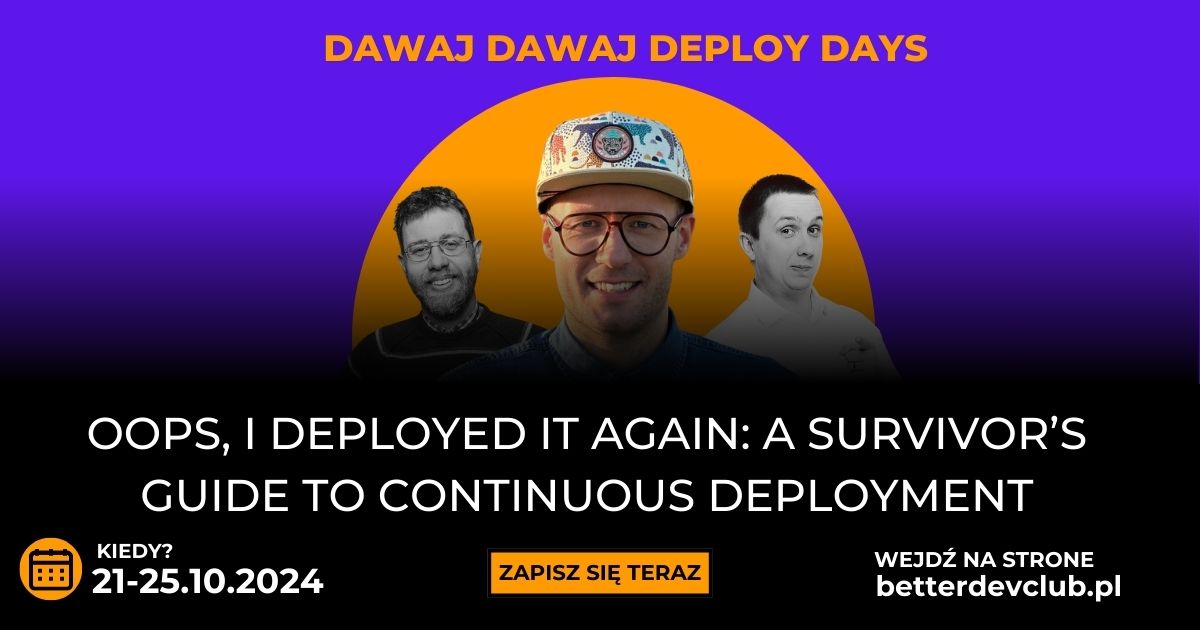 DAWAJ DAWAJ DEPLOY DAYS
OOPS, I DEPLOYED IT AGAIN: A SURVIVOR’S
GUIDE TO CONTINUOUS DEPLOYMENT
KIEDY?
21-25.10.2024
ZAPISZ SIĘ TERAZ
WEJDŹ NA STRONE
betterdevclub.pl